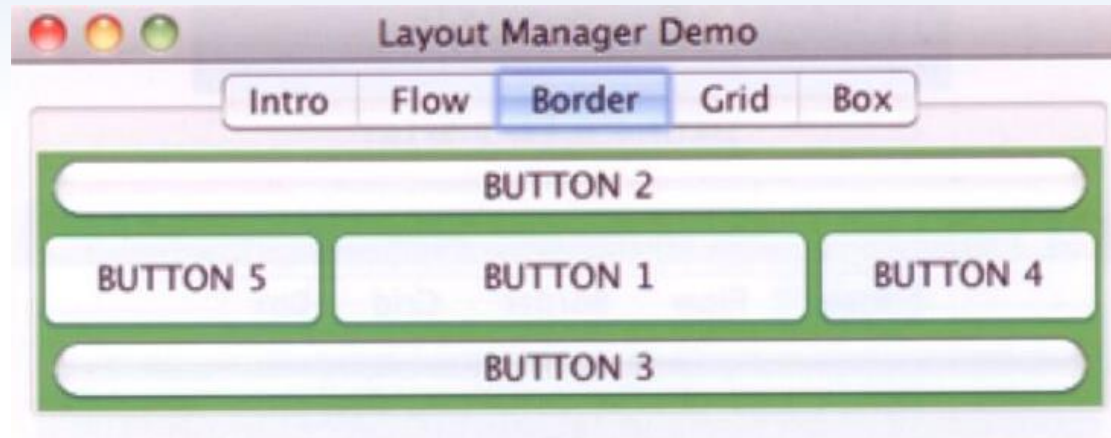 Layout Manager Demo
Intro Flow Border Grid Box
BUTTON 2
BUTTON 5 BUTTON 1 BUTTON 4
BUTTON 3